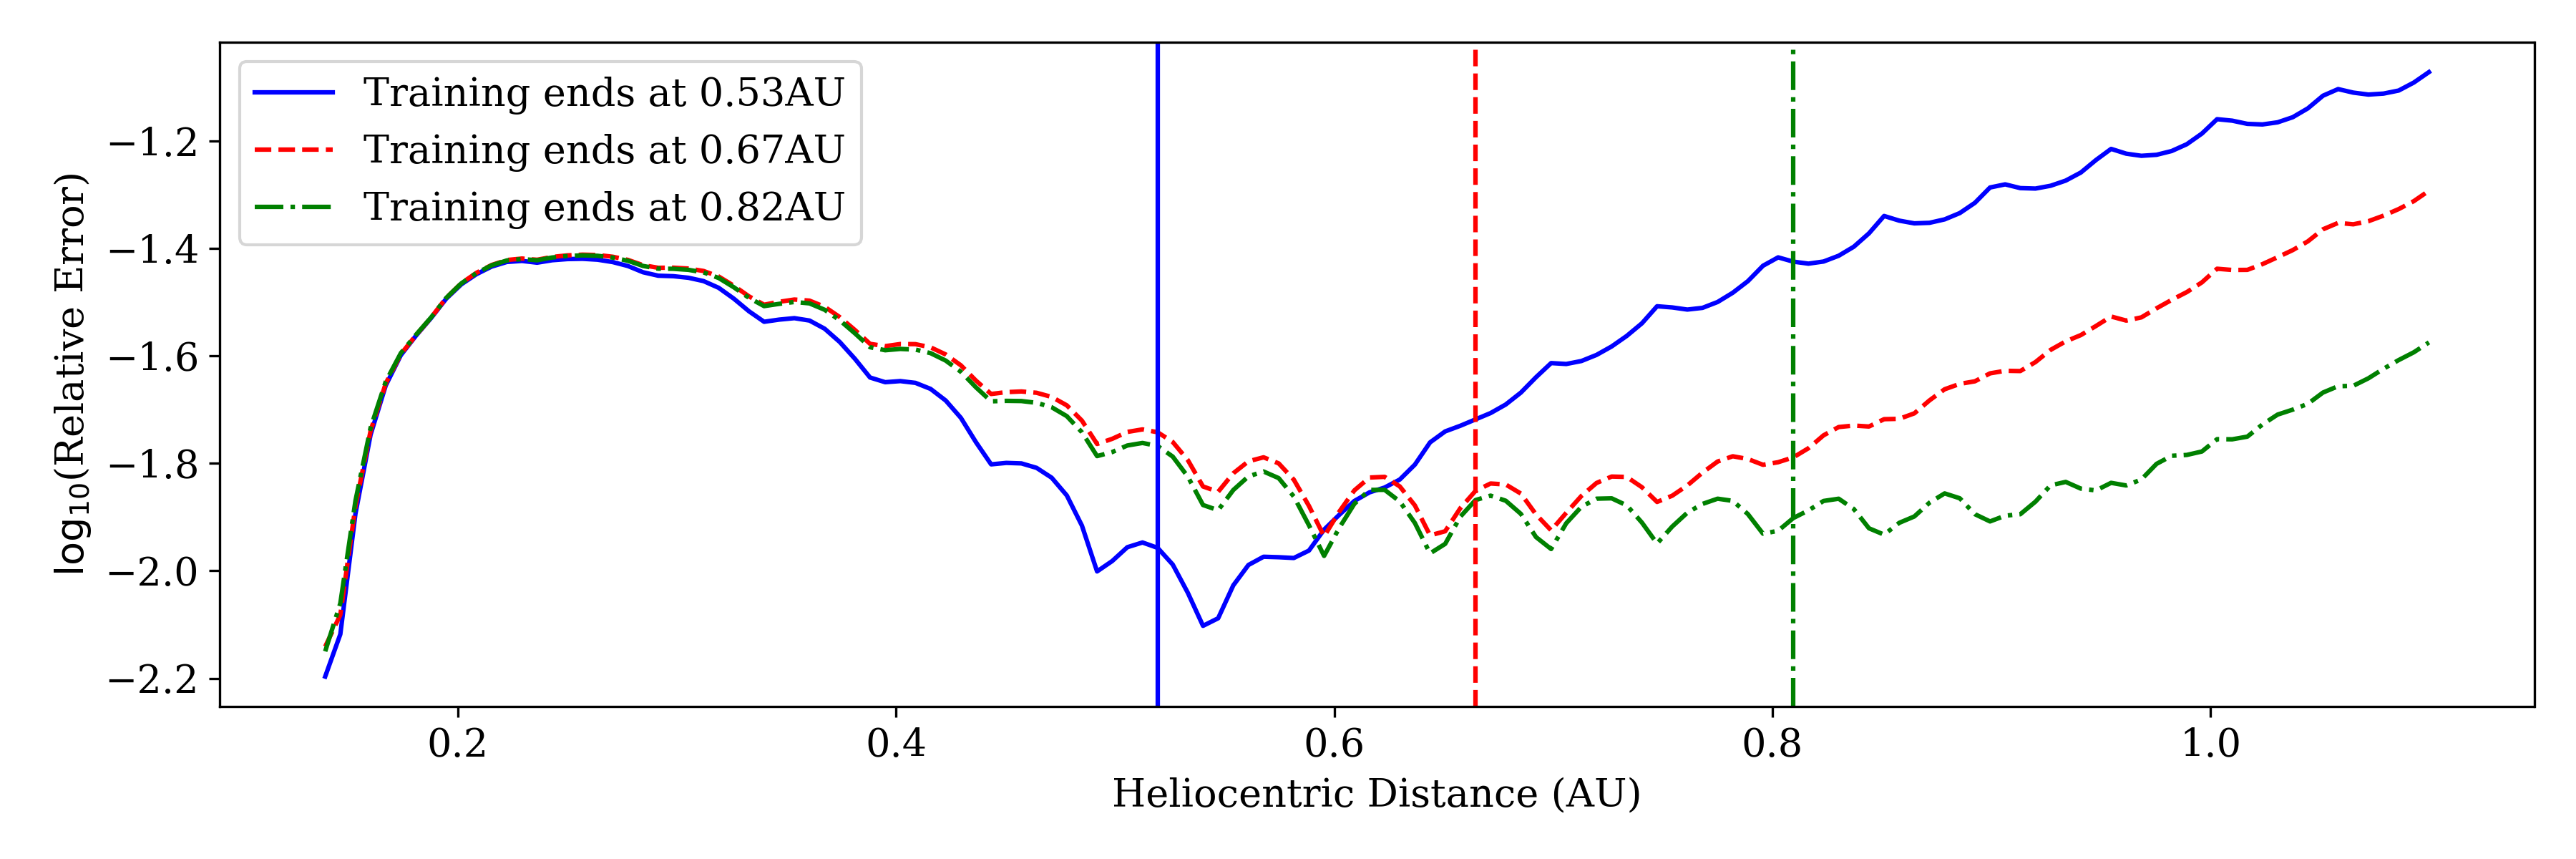 Training ends at 0.53AU
Training ends at 0.67AU
Training ends at 0.82AU
log₁₀(Relative Error)
−1.2
−1.4
−1.6
−1.8
−2.0
−2.2
0.2 0.4 0.6 0.8 1.0
Heliocentric Distance (AU)